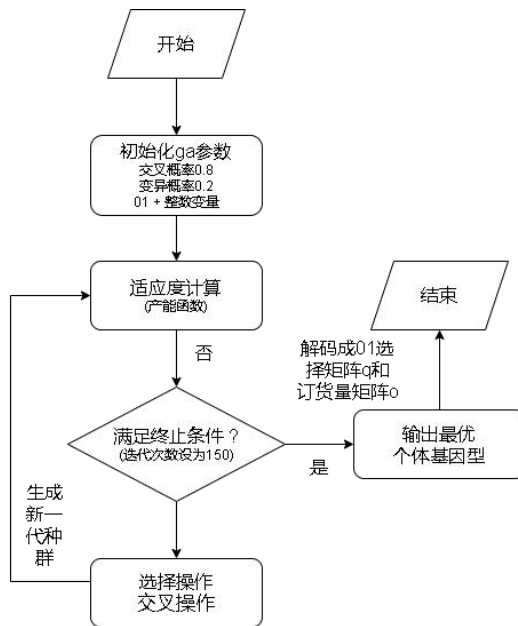 开始
初始化ga参数
交叉概率0.8
变异概率0.2
01 + 整数变量
适应度计算
(产能函数)
否
满足终止条件？
(迭代次数设为150)
是
选择操作
交叉操作
生成
新一
代种
群
输出最优
个体基因型
解码成01选
择矩阵q和
订货量矩阵o
结束